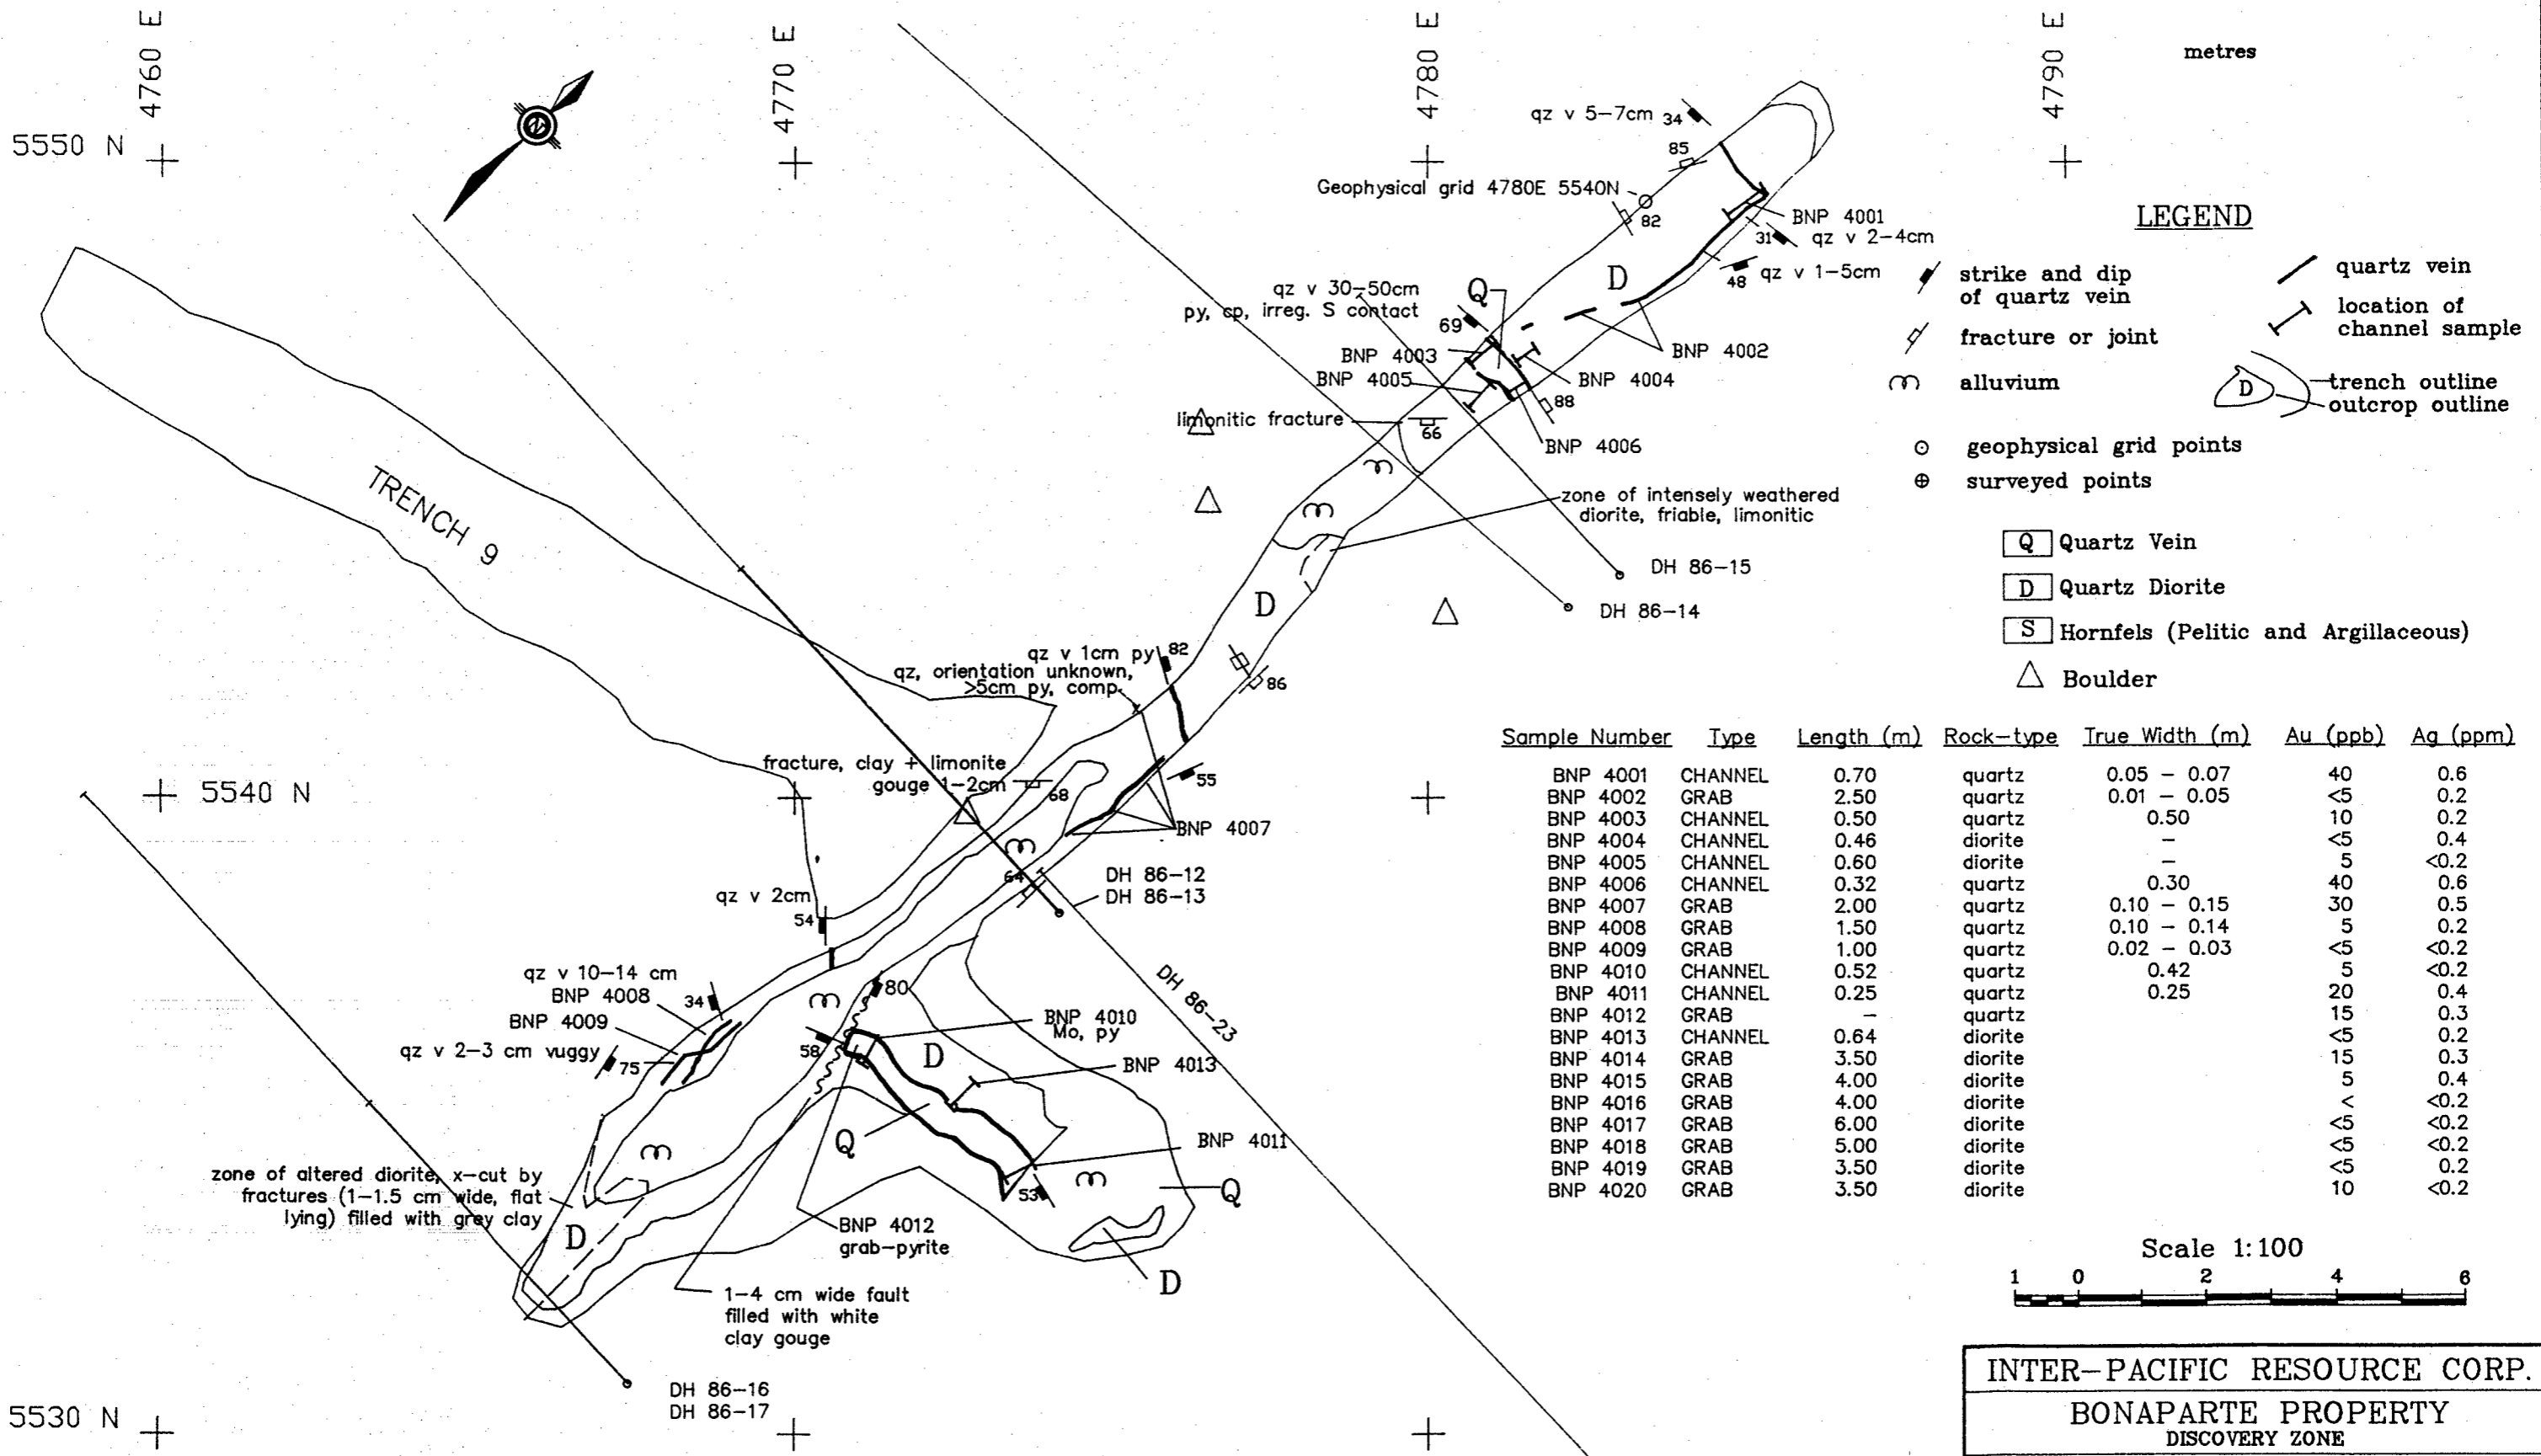 4760 E
4770 E
4780 E
4790 E
metres
5550 N
qz v 5-7cm 34
85
Geophysical grid 4780E 5540N
82
BNP 4001
31 qz v 2-4cm
48 qz v 1-5cm
D
Q
qz v 30-50cm
py, cp, irreg. S contact
69
BNP 4003
BNP 4002
BNP 4005
BNP 4004
88
limonitic fracture
66
BNP 4006
zone of intensely weathered
diorite, friable, limonitic
TRENCH 9
DH 86-15
DH 86-14
D
qz v 1cm py 82
qz, orientation unknown,
>5cm py, comp.
86
fracture, clay + limonite
gouge 1-2cm
68
55
5540 N
BNP 4007
64
DH 86-12
DH 86-13
qz v 2cm
54
DH 86-23
80
qz v 10-14 cm
BNP 4008
34
BNP 4009
qz v 2-3 cm vuggy
75
58
BNP 4010
Mo, py
D
BNP 4013
Q
BNP 4011
53
Q
zone of altered diorite, x-cut by
fractures (1-1.5 cm wide, flat
lying) filled with grey clay
D
BNP 4012
grab-pyrite
D
1-4 cm wide fault
filled with white
clay gouge
DH 86-16
DH 86-17
5530 N
LEGEND
strike and dip
of quartz vein
fracture or joint
alluvium
quartz vein
location of
channel sample
D
trench outline
outcrop outline
geophysical grid points
surveyed points
Q Quartz Vein
D Quartz Diorite
S Hornfels (Pelitic and Argillaceous)
Boulder
Sample Number Type Length (m) Rock-type True Width (m) Au (ppb) Ag (ppm)
BNP 4001 CHANNEL 0.70 quartz 0.05 - 0.07 40 0.6
BNP 4002 GRAB 2.50 quartz 0.01 - 0.05 <5 0.2
BNP 4003 CHANNEL 0.50 quartz 0.50 10 0.2
BNP 4004 CHANNEL 0.46 diorite - <5 0.4
BNP 4005 CHANNEL 0.60 diorite - 5 <0.2
BNP 4006 CHANNEL 0.32 quartz 0.30 40 0.6
BNP 4007 GRAB 2.00 quartz 0.10 - 0.15 30 0.5
BNP 4008 GRAB 1.50 quartz 0.10 - 0.14 5 0.2
BNP 4009 GRAB 1.00 quartz 0.02 - 0.03 <5 <0.2
BNP 4010 CHANNEL 0.52 quartz 0.42 5 <0.2
BNP 4011 CHANNEL 0.25 quartz 0.25 20 0.4
BNP 4012 GRAB - quartz 15 0.3
BNP 4013 CHANNEL 0.64 diorite <5 0.2
BNP 4014 GRAB 3.50 diorite 15 0.3
BNP 4015 GRAB 4.00 diorite 5 0.4
BNP 4016 GRAB 4.00 diorite < <0.2
BNP 4017 GRAB 6.00 diorite <5 <0.2
BNP 4018 GRAB 5.00 diorite <5 <0.2
BNP 4019 GRAB 3.50 diorite <5 0.2
BNP 4020 GRAB 3.50 diorite 10 <0.2
Scale 1:100
1 0 2 4 6
INTER-PACIFIC RESOURCE CORP.
BONAPARTE PROPERTY
DISCOVERY ZONE